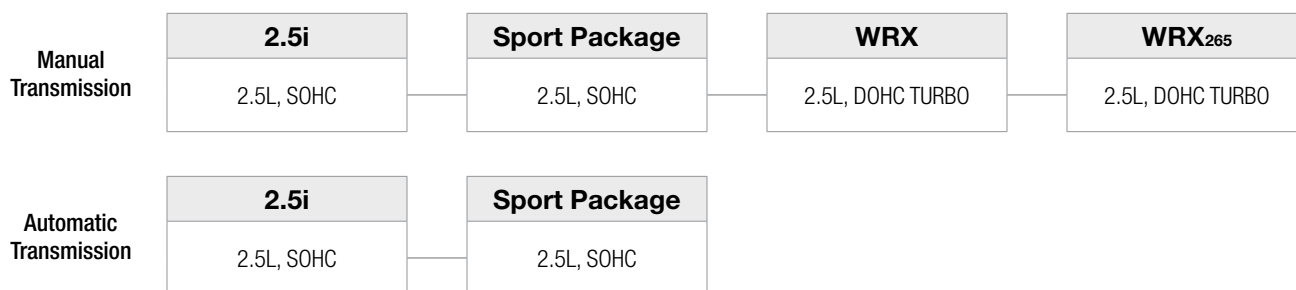 Manual
Transmission
2.5i
2.5L, SOHC
Sport Package
2.5L, SOHC
WRX
2.5L, DOHC TURBO
WRX265
2.5L, DOHC TURBO
Automatic
Transmission
2.5i
2.5L, SOHC
Sport Package
2.5L, SOHC